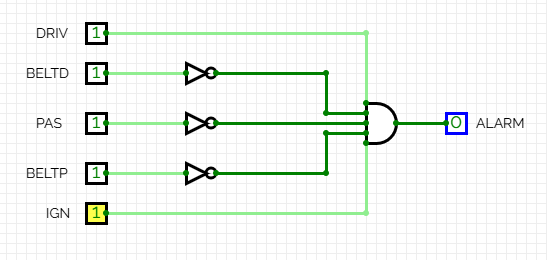 DRIV 1
BELTD 1
PAS 1
0 ALARM
BELTP 1
IGN 1